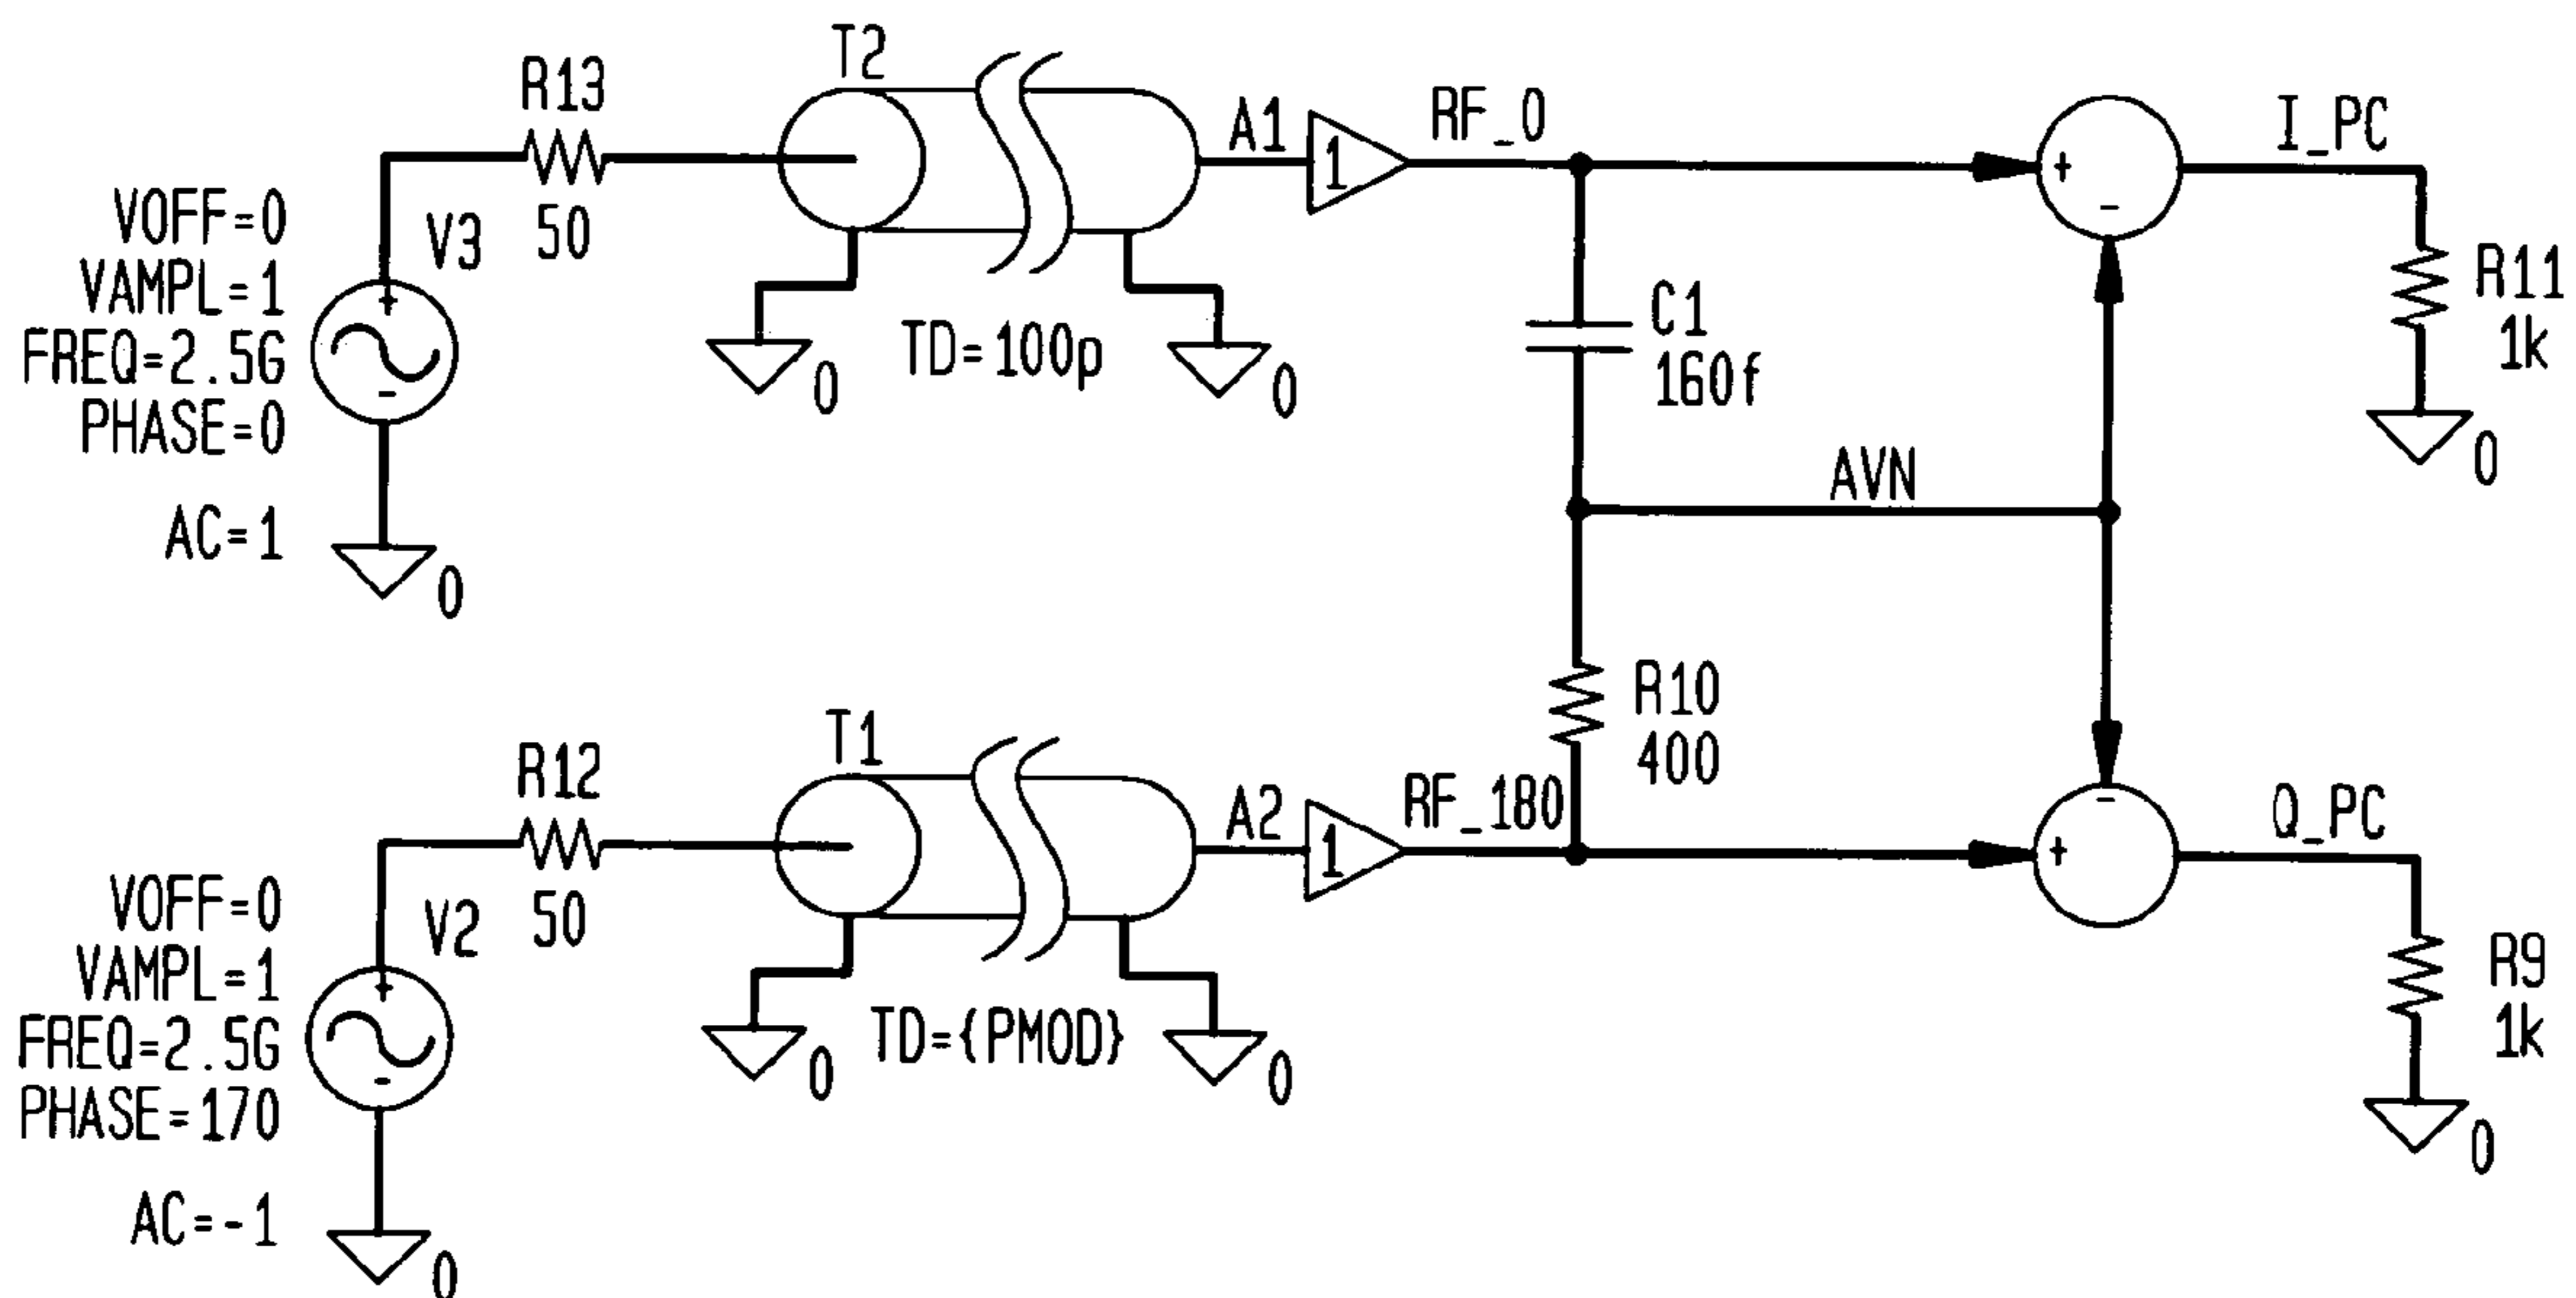 T2
R13
50
A1
1
RF_0
+
-
I_PC
VOFF=0
VAMPL=1
FREQ=2.5G
PHASE=0
AC=1
V3
+
-
0
0
TD=100p
0
C1
160f
R11
1k
0
AVN
T1
R12
50
A2
1
RF_180
R10
400
-
+
Q_PC
VOFF=0
VAMPL=1
FREQ=2.5G
PHASE=170
AC=-1
V2
+
-
0
0
TD={PMOD}
0
R9
1k
0